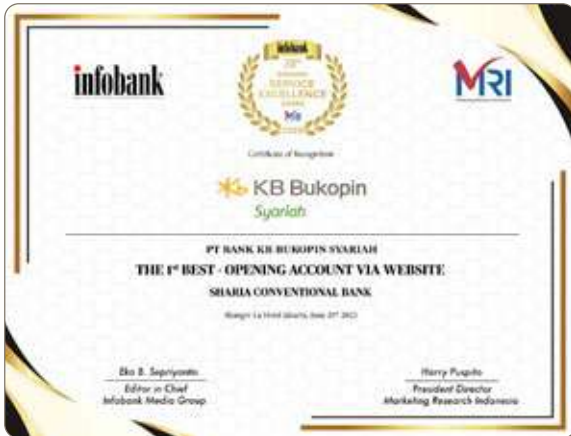 infobank
infobank
SERVICE
EXCELLENCE
MRI
MRI
Certificate of Recognition
KB Bukopin
Syariah
PT BANK KB BUKOPIN SYARIAH
THE 1st BEST - OPENING ACCOUNT VIA WEBSITE
SHARIA CONVENTIONAL BANK
Eko B. Supriyanto
Editor in Chief
Infobank Media Group
Harry Puspito
President Director
Marketing Research Indonesia